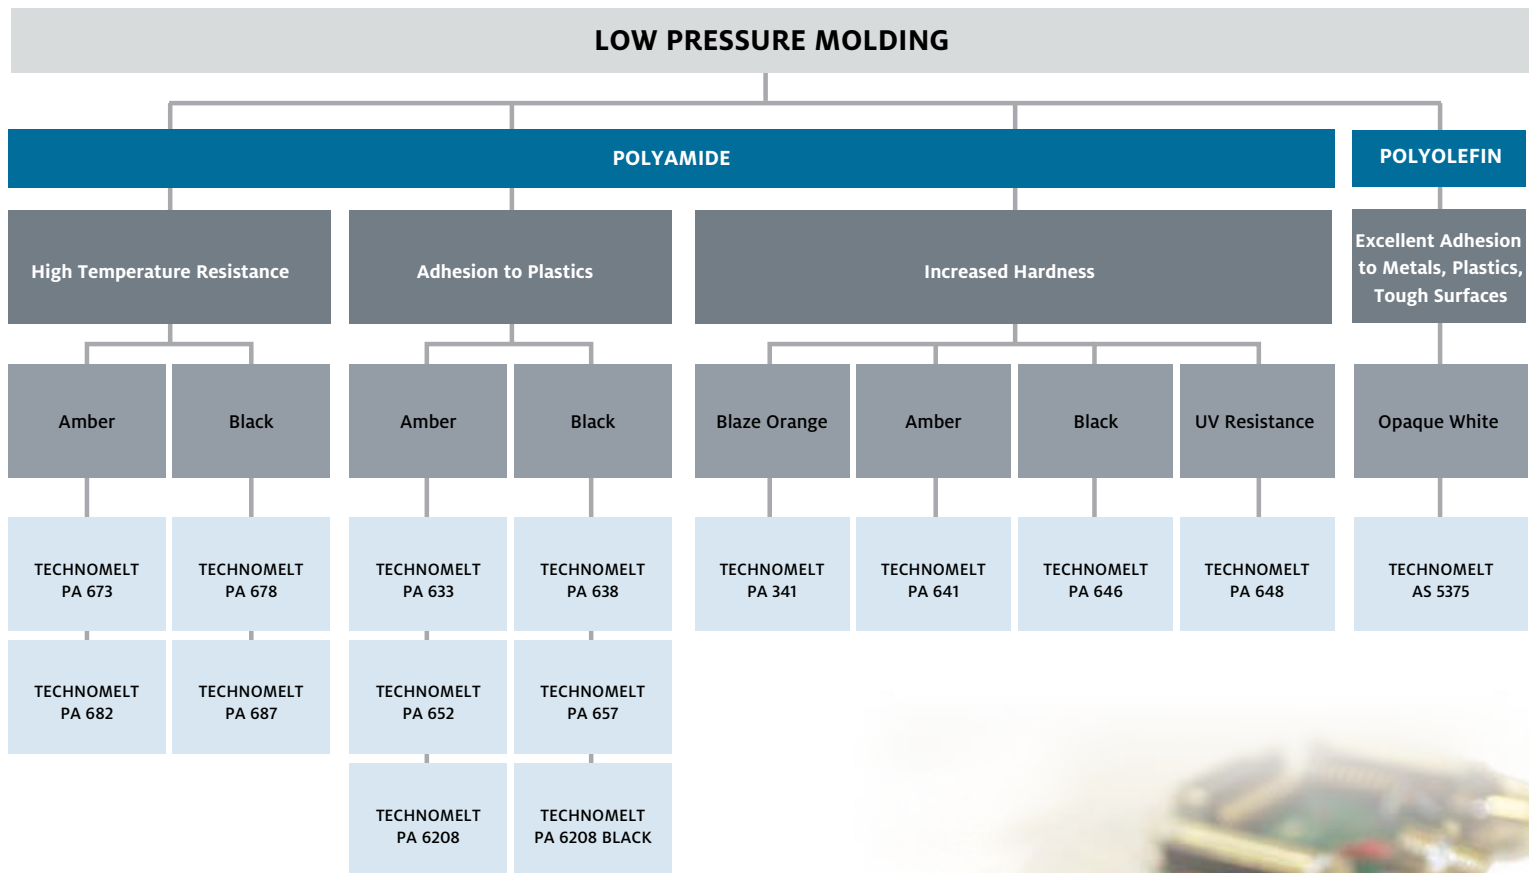 LOW PRESSURE MOLDING
POLYAMIDE
POLYOLEFIN
High Temperature Resistance
Adhesion to Plastics
Increased Hardness
Excellent Adhesion
to Metals, Plastics,
Tough Surfaces
Amber
Black
Amber
Black
Blaze Orange
Amber
Black
UV Resistance
Opaque White
TECHNOMELT
PA 673
TECHNOMELT
PA 678
TECHNOMELT
PA 633
TECHNOMELT
PA 638
TECHNOMELT
PA 341
TECHNOMELT
PA 641
TECHNOMELT
PA 646
TECHNOMELT
PA 648
TECHNOMELT
AS 5375
TECHNOMELT
PA 682
TECHNOMELT
PA 687
TECHNOMELT
PA 652
TECHNOMELT
PA 657
TECHNOMELT
PA 6208
TECHNOMELT
PA 6208 BLACK